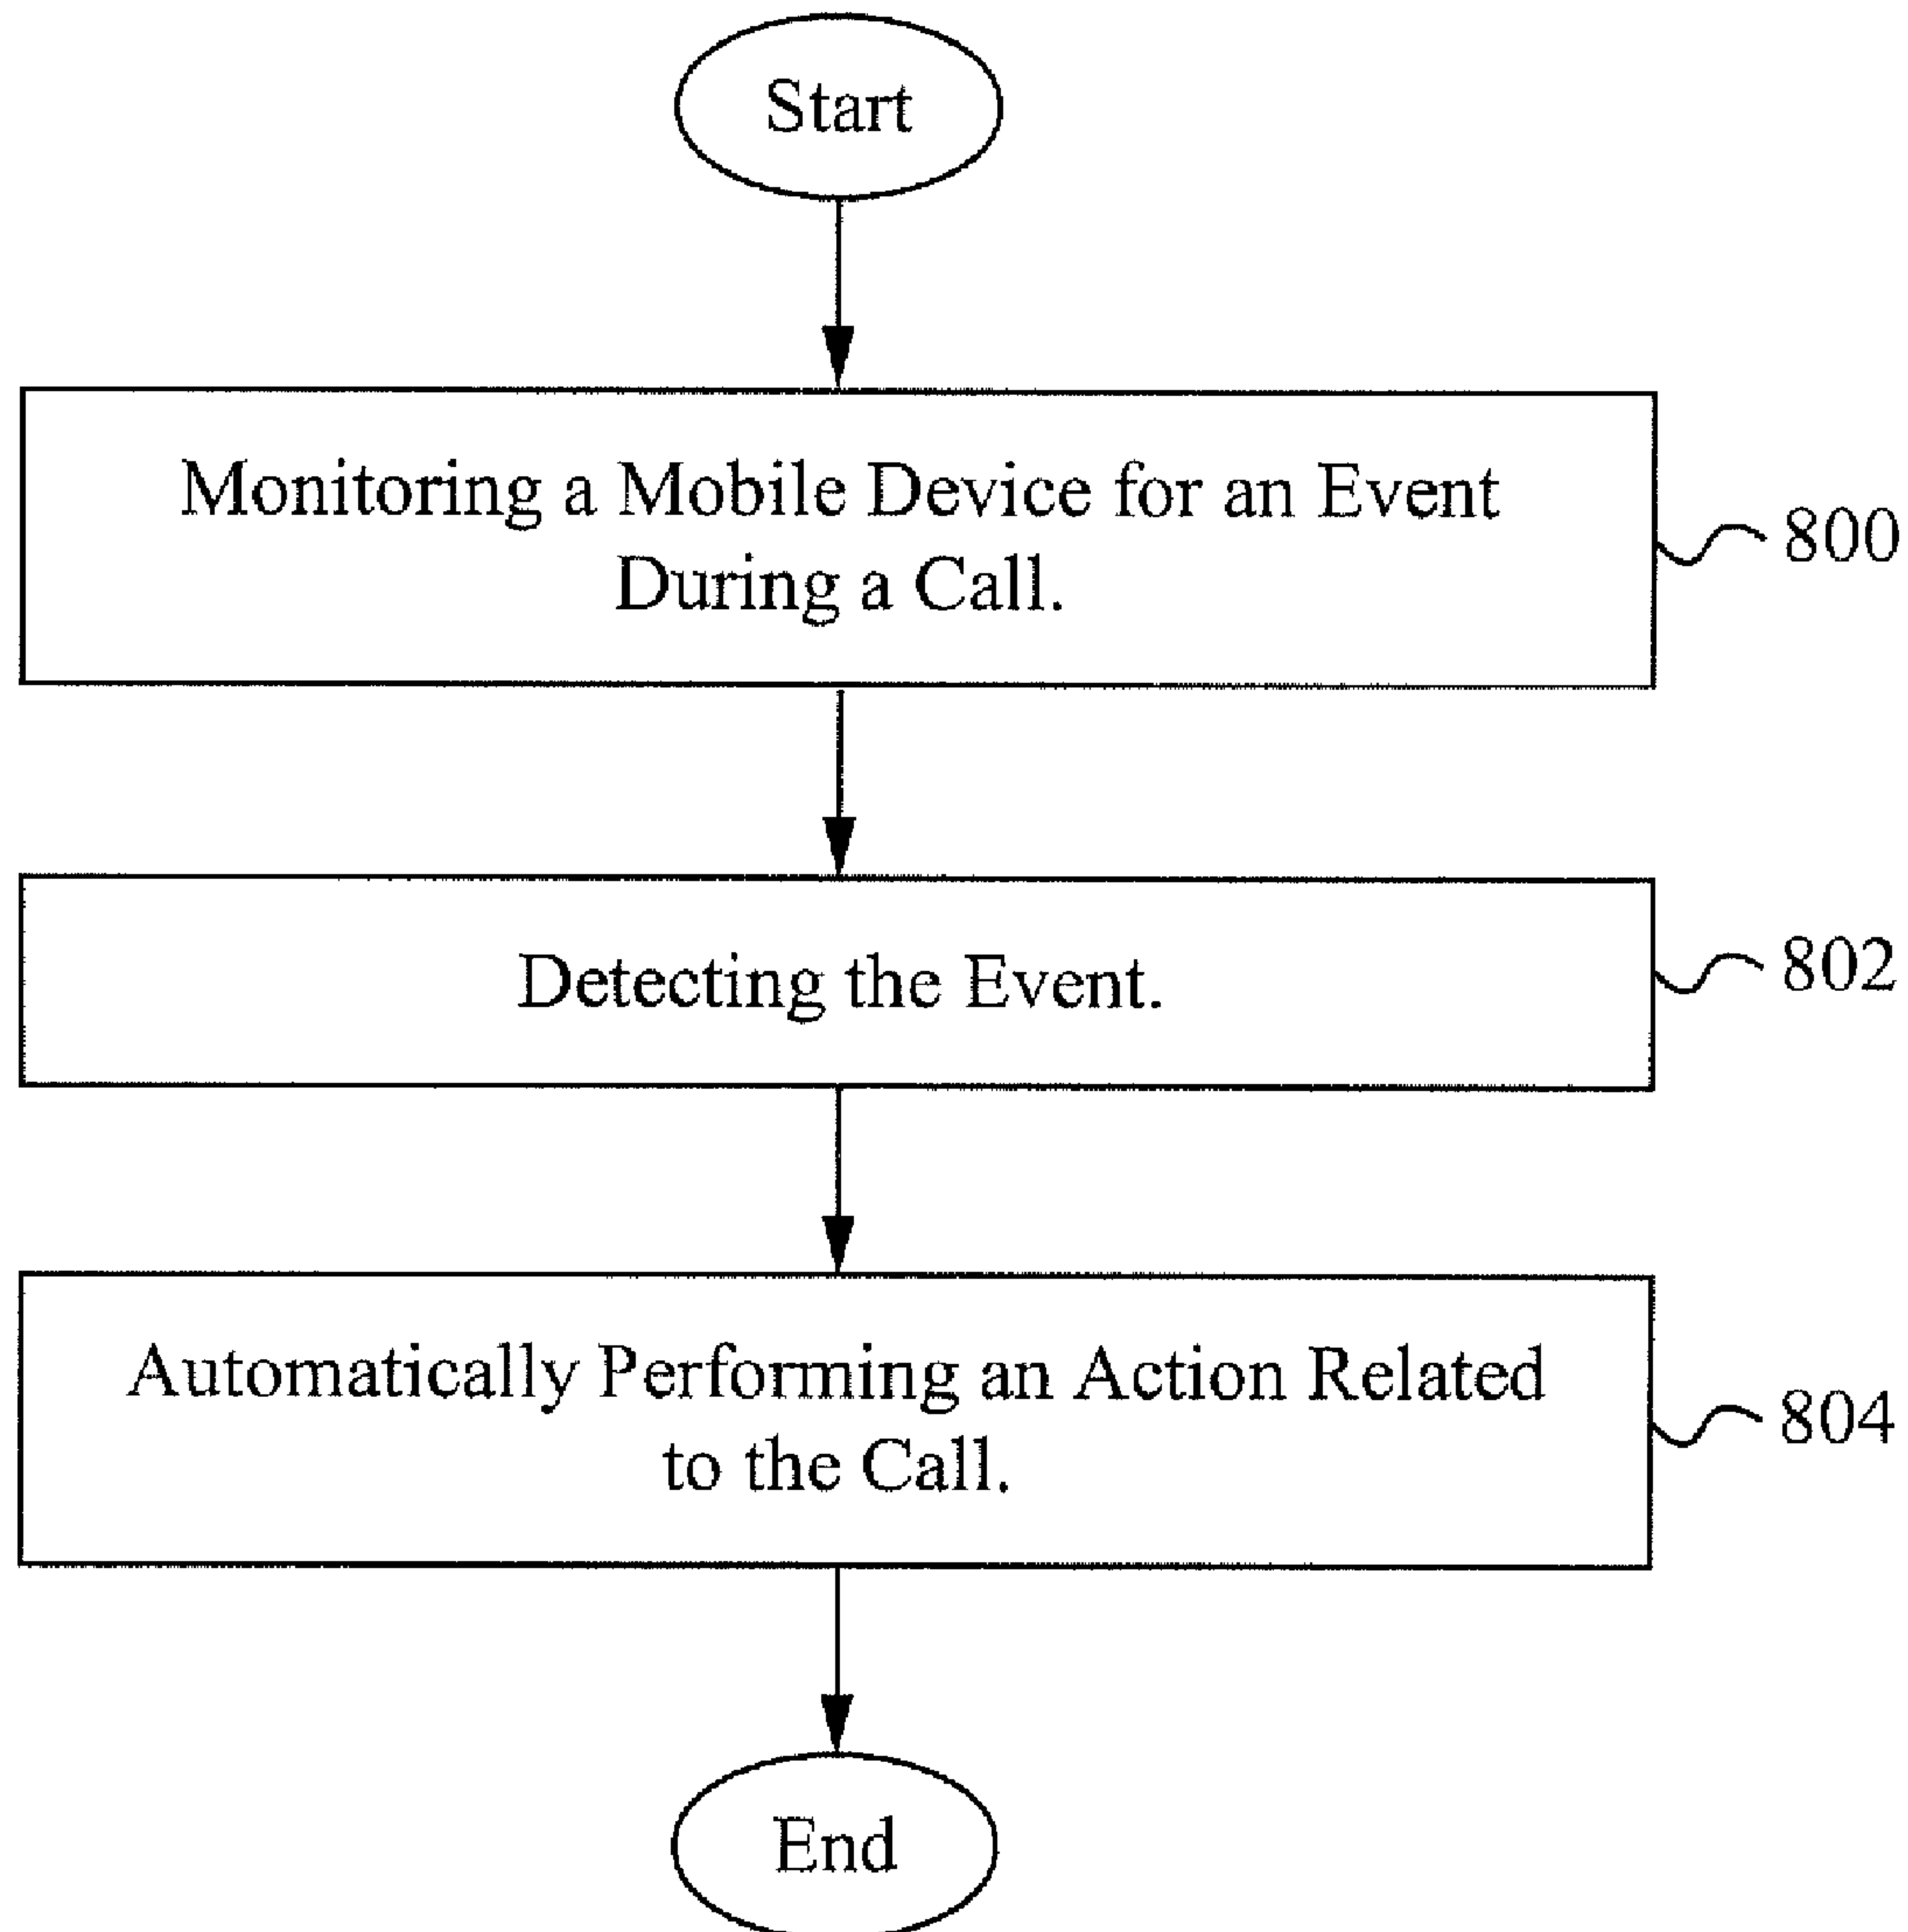 Start
Monitoring a Mobile Device for an Event
During a Call.
800
Detecting the Event.
802
Automatically Performing an Action Related
to the Call.
804
End